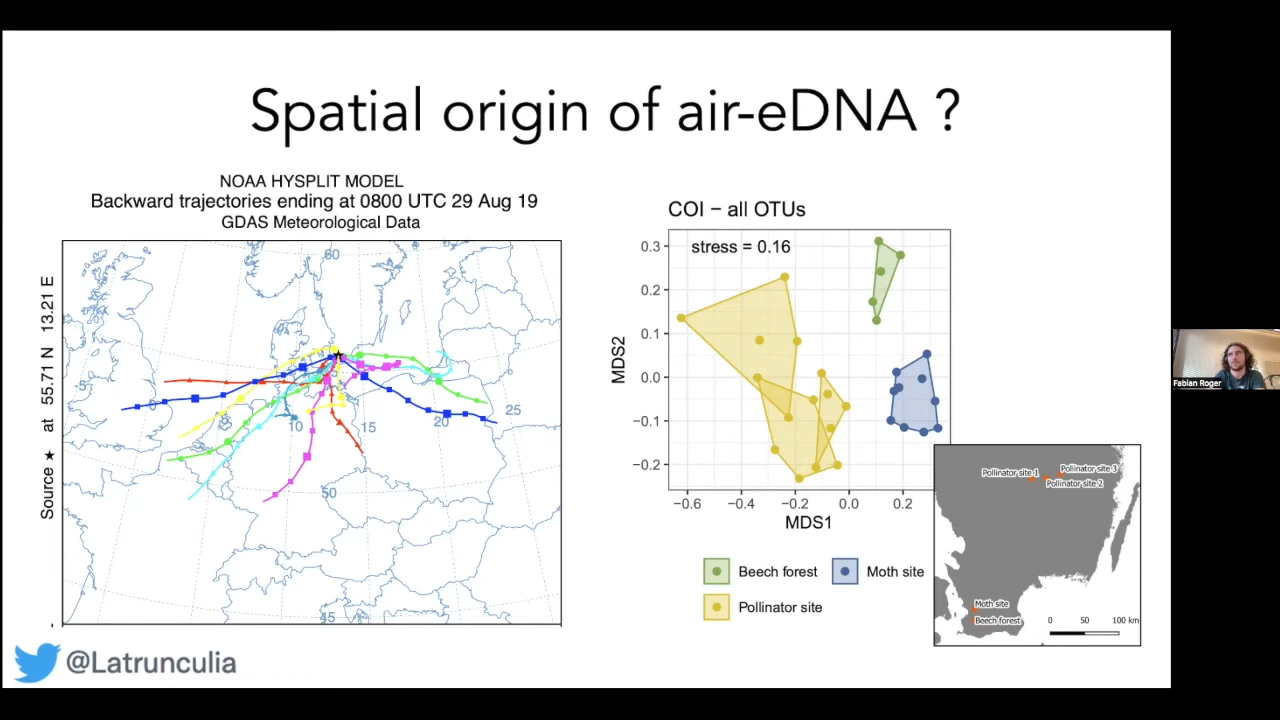 Spatial origin of air-eDNA ?
NOAA HYSPLIT MODEL
Backward trajectories ending at 0800 UTC 29 Aug 19
GDAS Meteorological Data
Source ★ at 55.71 N 13.21 E
60
-5
0
5
10
15
20
25
50
45
COI − all OTUs
stress = 0.16
0.3
0.2
0.1
0.0
−0.1
−0.2
MDS2
−0.6
−0.4
−0.2
0.0
0.2
MDS1
Beech forest
Moth site
Pollinator site
Pollinator site 1
Pollinator site 3
Pollinator site 2
Moth site
Beech forest
0 50 100 km
@Latrunculia
Fabian Roger